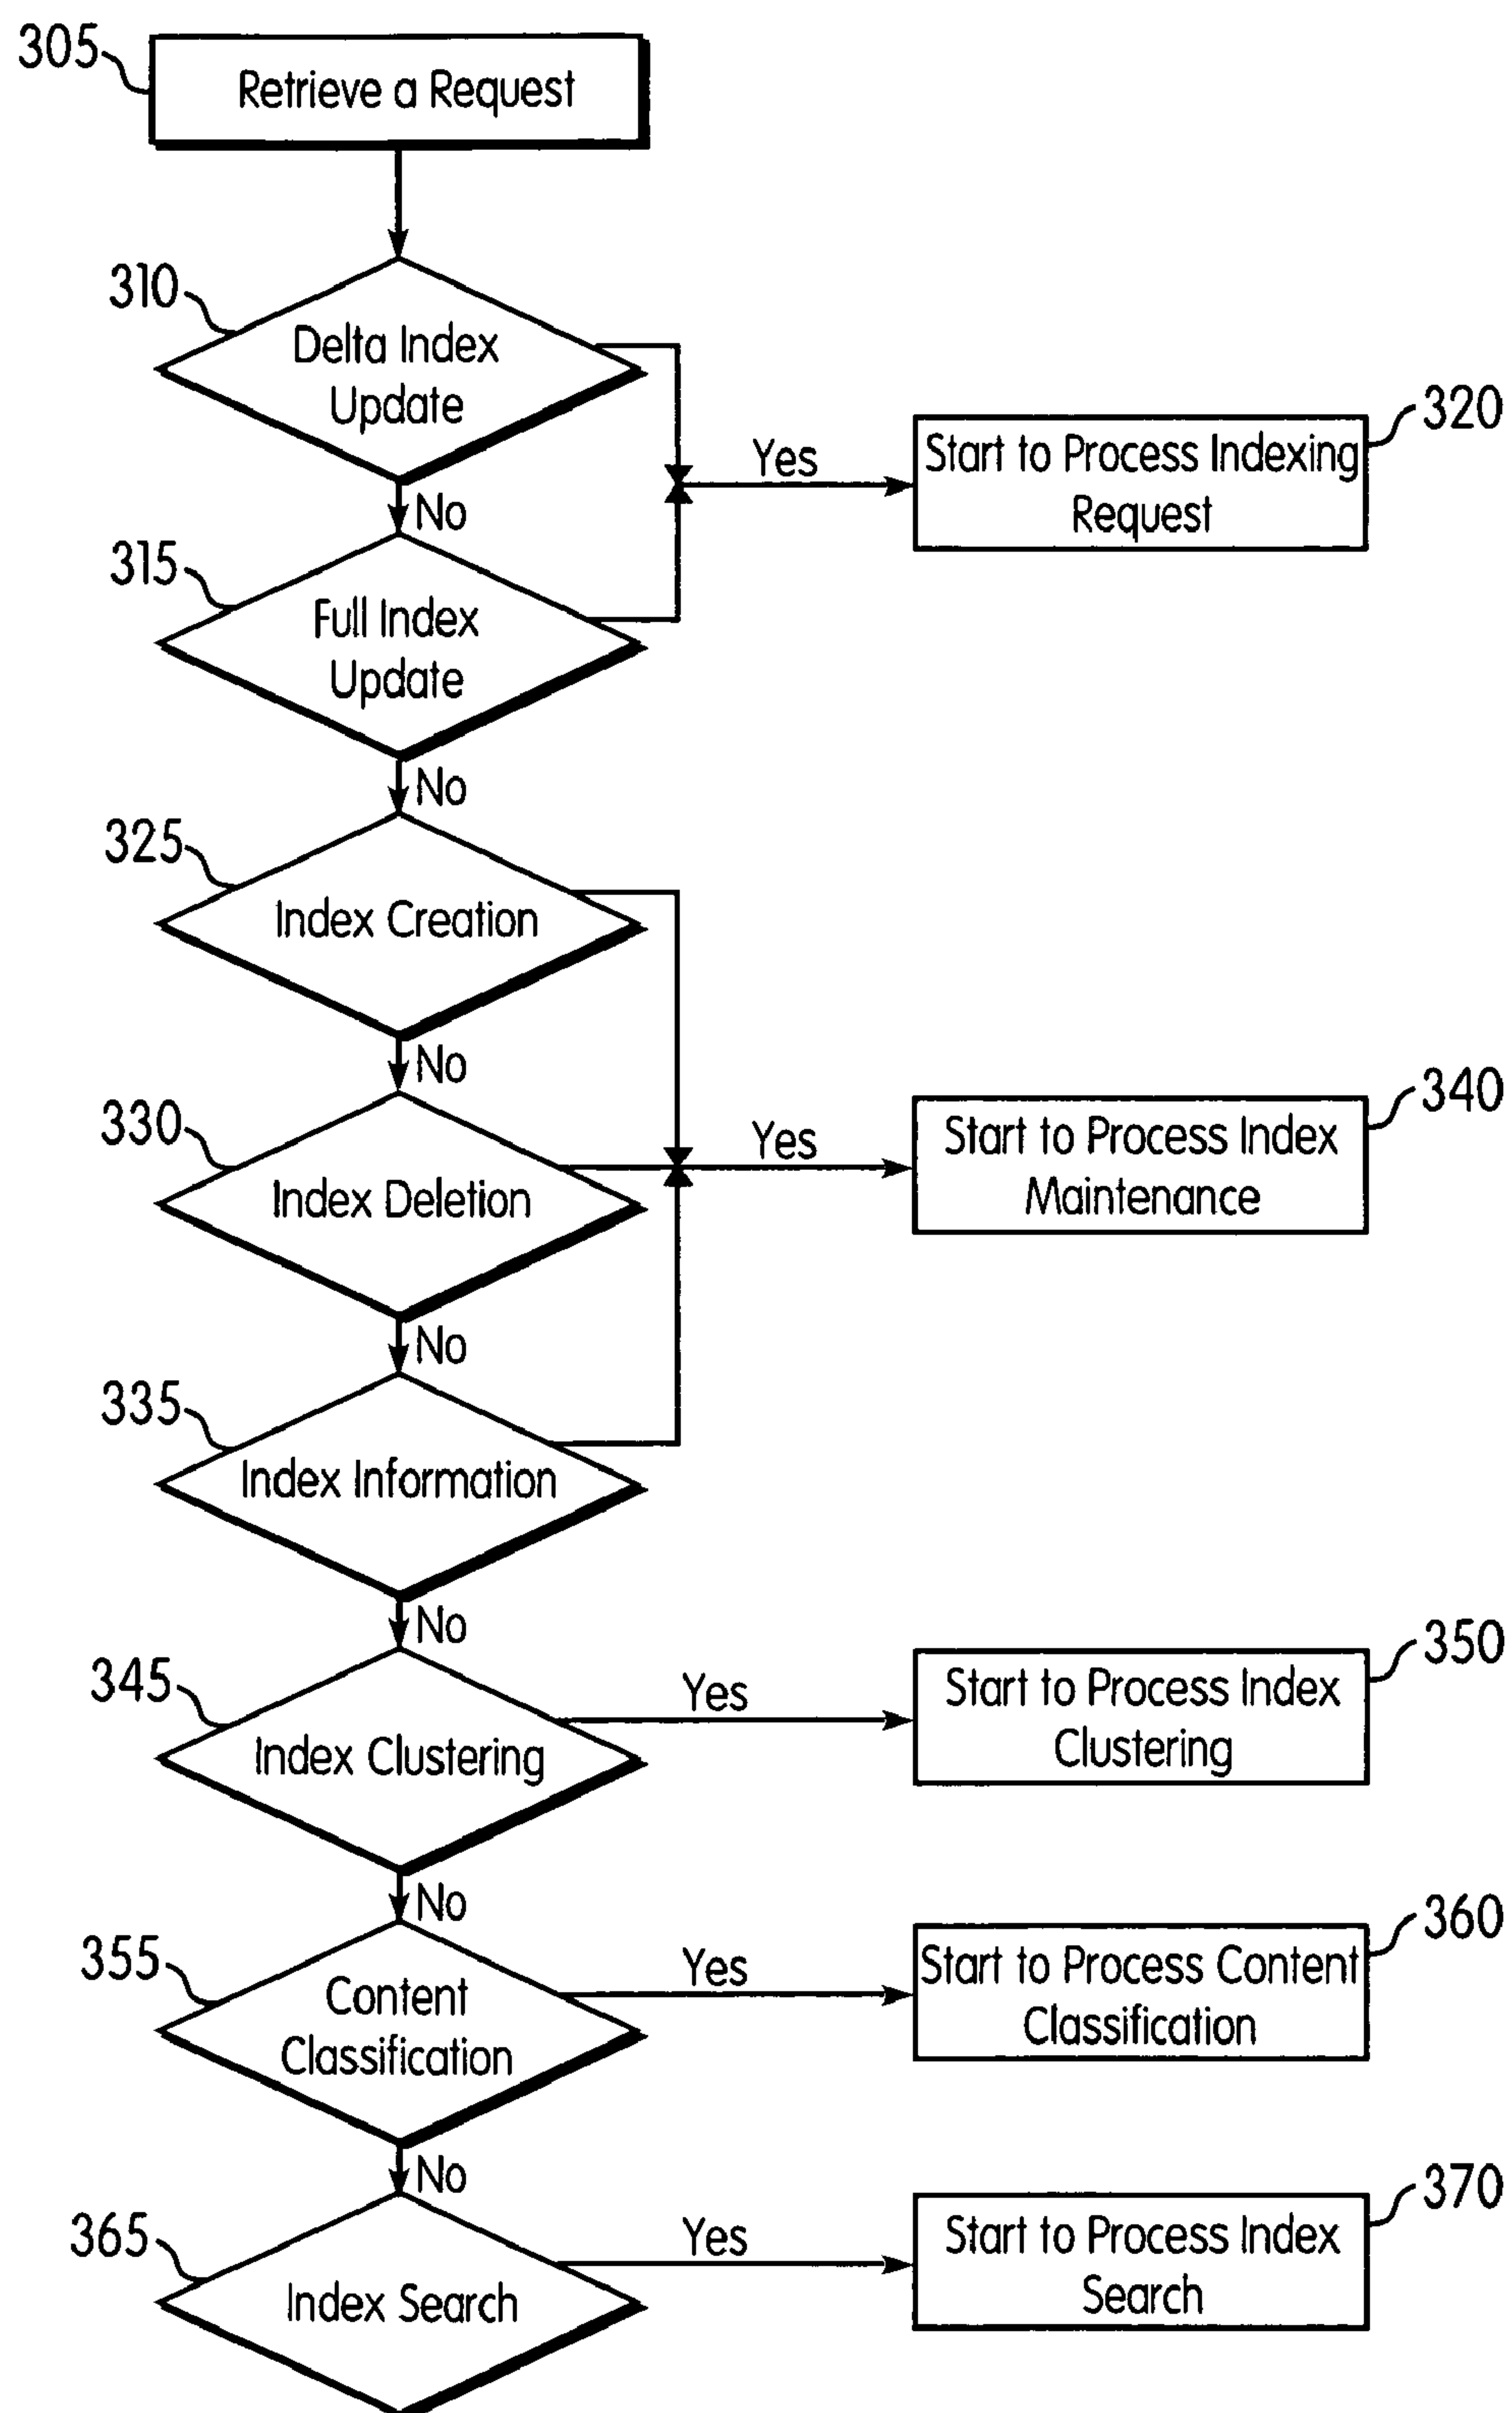 305
Retrieve a Request
310
Delta Index
Update
Yes
320
Start to Process Indexing
Request
No
315
Full Index
Update
No
325
Index Creation
No
330
Index Deletion
Yes
340
Start to Process Index
Maintenance
No
335
Index Information
No
345
Index Clustering
Yes
350
Start to Process Index
Clustering
No
355
Content
Classification
Yes
360
Start to Process Content
Classification
No
365
Index Search
Yes
370
Start to Process Index
Search